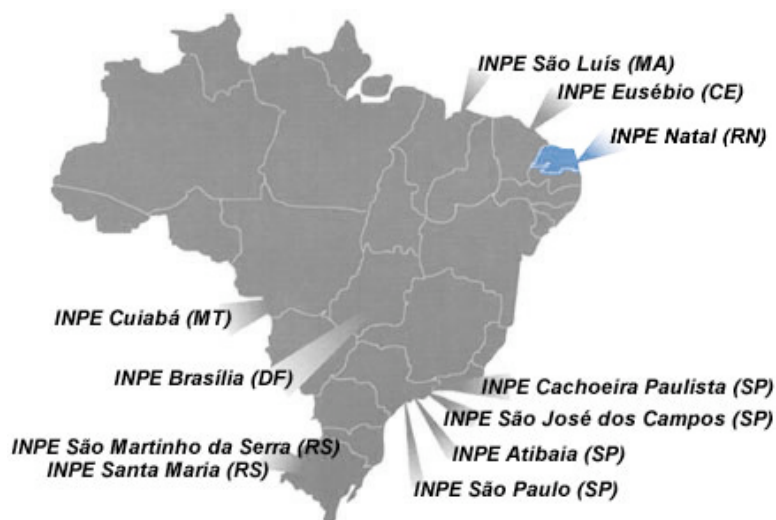 INPE São Luís (MA)
INPE Eusébio (CE)
INPE Natal (RN)
INPE Cuiabá (MT)
INPE Brasília (DF)
INPE Cachoeira Paulista (SP)
INPE São José dos Campos (SP)
INPE São Martinho da Serra (RS)
INPE Atibaia (SP)
INPE Santa Maria (RS)
INPE São Paulo (SP)